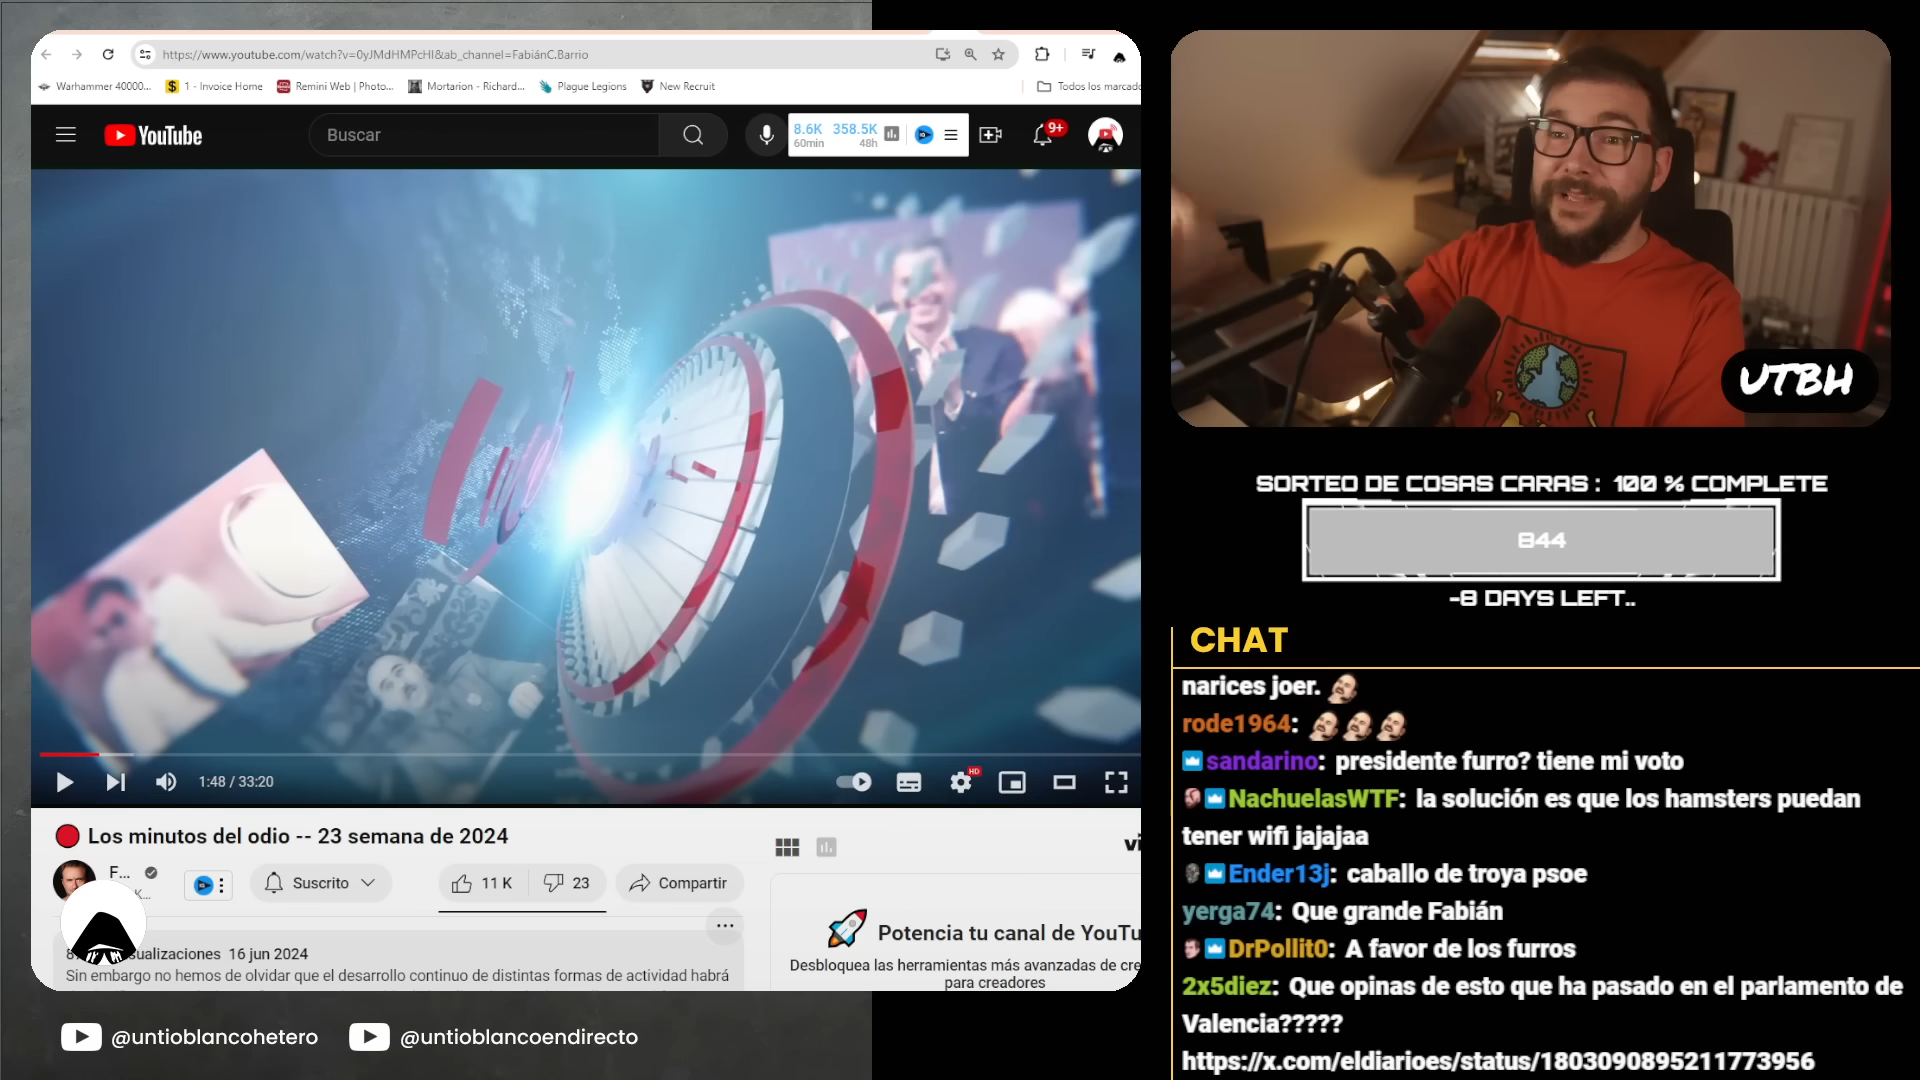 https://www.youtube.com/watch?v=0yJMdHMPcHI&ab_channel=FabiánC.Barrio
Warhammer 40000...
1 - Invoice Home
Remini Web | Photo...
Mortarion - Richard...
Plague Legions
New Recruit
Todos los marcado
YouTube
Buscar
8.6K 358.5K
60min 48h
9+
1:48 / 33:20
HD
Los minutos del odio -- 23 semana de 2024
F...
K...
Suscrito
11 K
23
Compartir
...
sualizaciones 16 jun 2024
Sin embargo no hemos de olvidar que el desarrollo continuo de distintas formas de actividad habrá
Potencia tu canal de YouTu
Desbloquea las herramientas más avanzadas de cre
para creadores
@untioblancohetero
@untioblancoendirecto
UTBH
SORTEO DE COSAS CARAS : 100 % COMPLETE
844
-8 DAYS LEFT..
CHAT
narices joer.
rode1964:
sandarino: presidente furro? tiene mi voto
NachuelasWTF: la solución es que los hamsters puedan
tener wifi jajajaa
Ender13j: caballo de troya psoe
yerga74: Que grande Fabián
DrPollit0: A favor de los furros
2x5diez: Que opinas de esto que ha pasado en el parlamento de
Valencia?????
https://x.com/eldiarioes/status/1803090895211773956